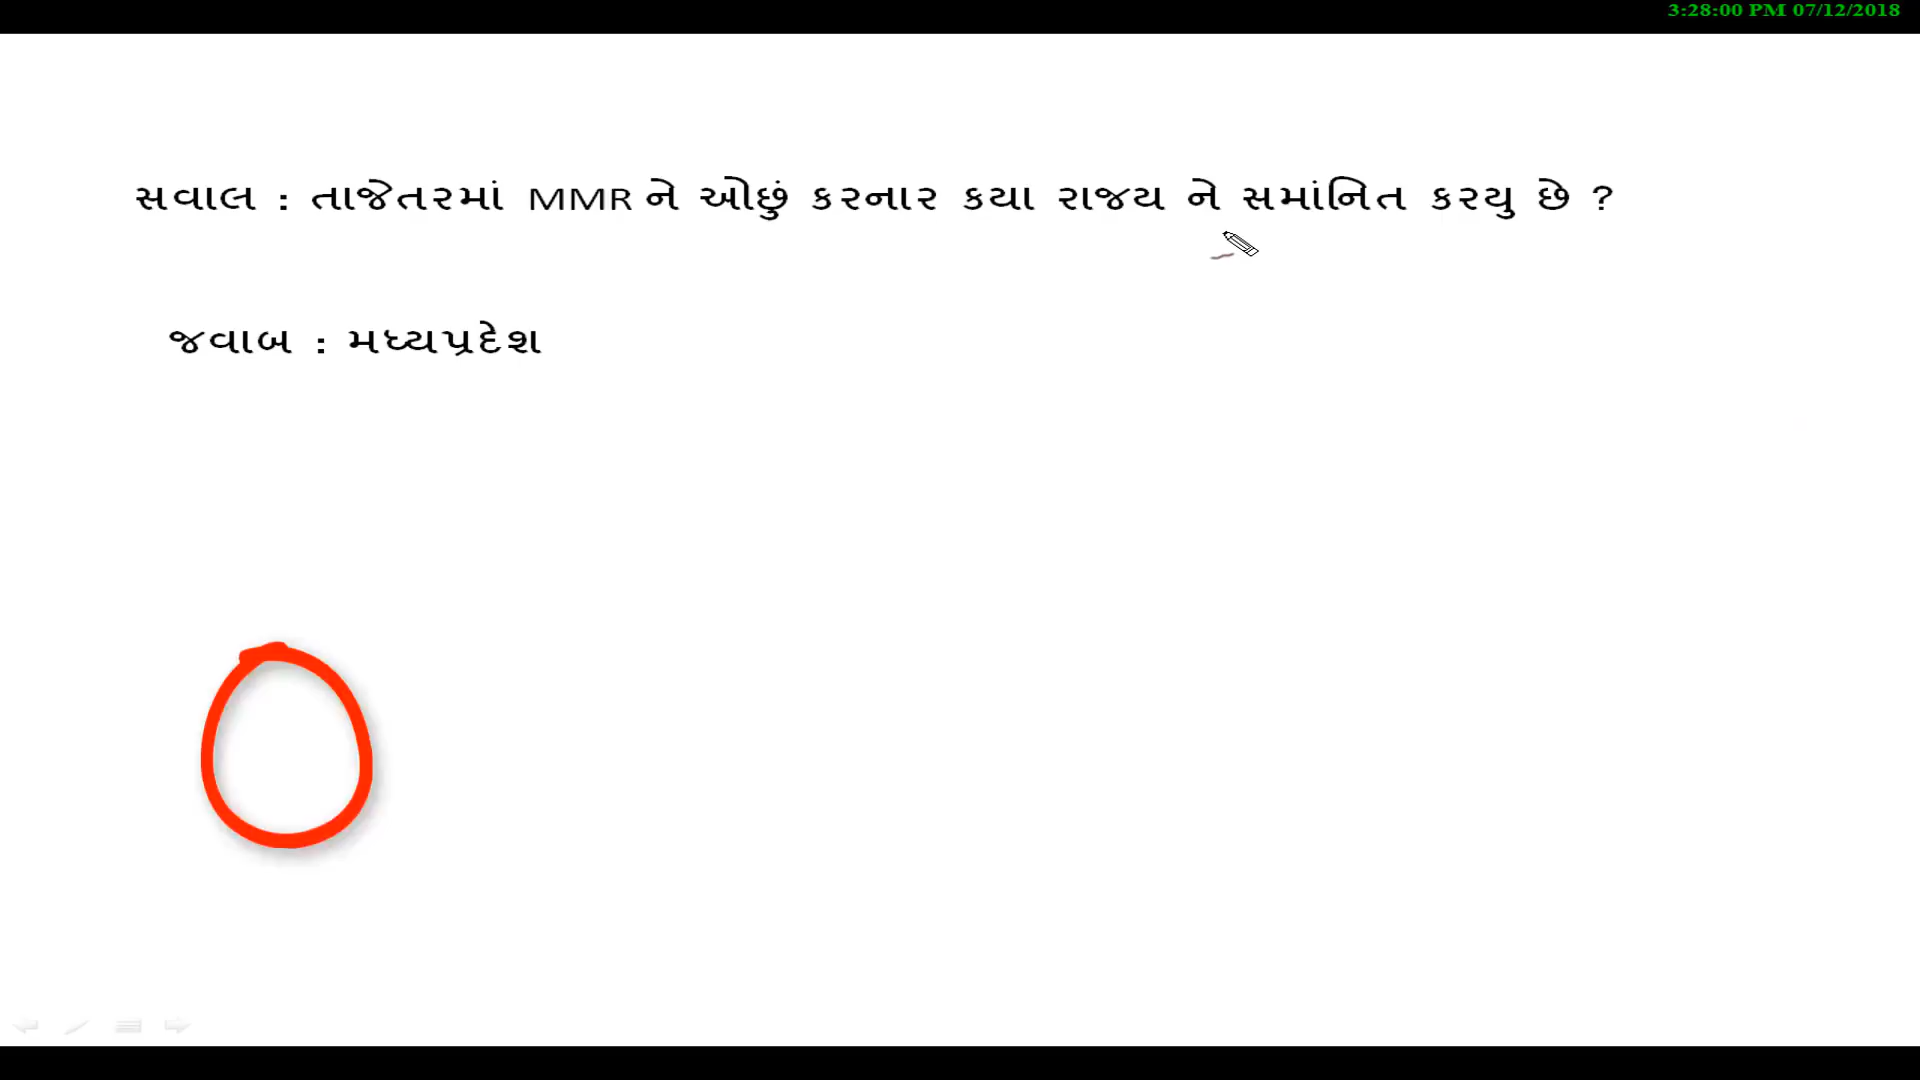 3:28:00 PM 07/12/2018
સવાલ : તાજેતરમાં MMR ને ઓછું કરનાર કયા રાજય ને સમાંનિત કરયુ છે ?
જવાબ : મધ્યપ્રદેશ